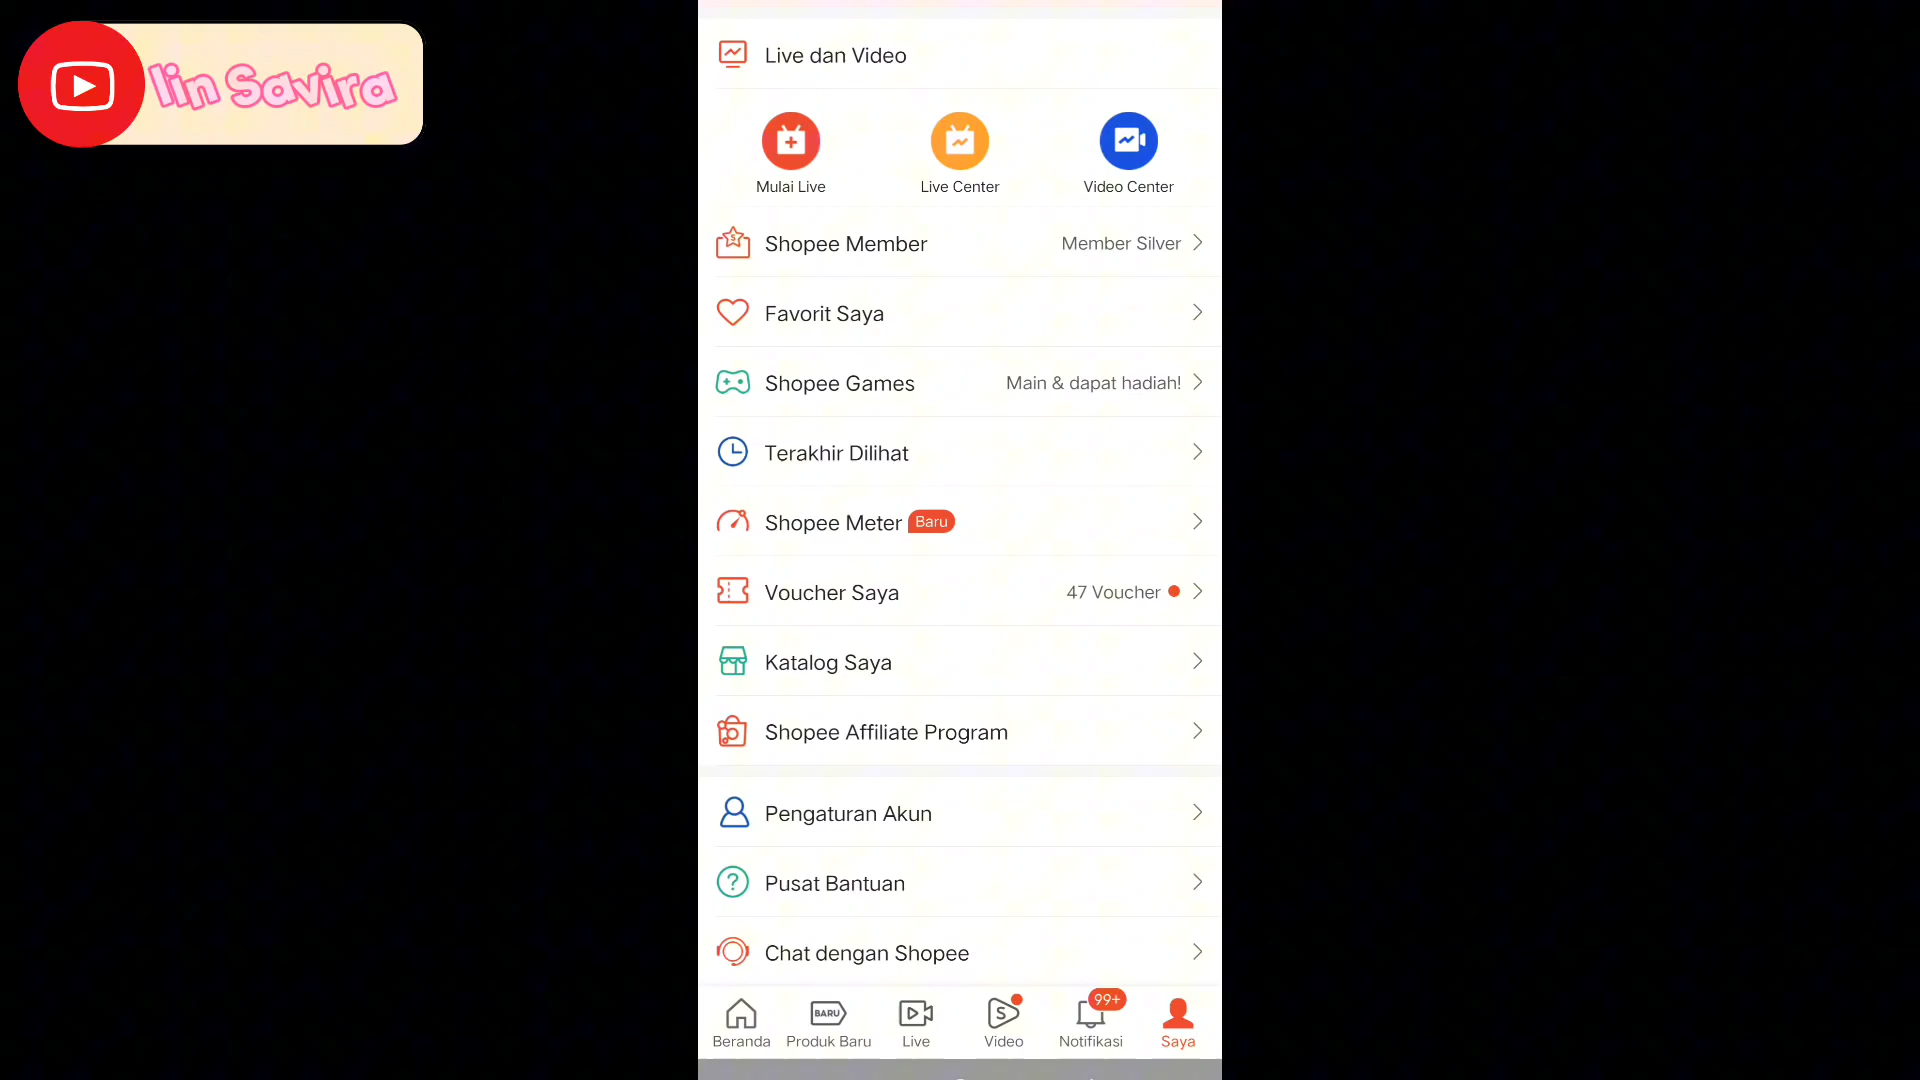 lin Savira
Live dan Video
Mulai Live
Live Center
Video Center
Shopee Member
Member Silver
Favorit Saya
Shopee Games
Main & dapat hadiah!
Terakhir Dilihat
Shopee Meter Baru
Voucher Saya
47 Voucher
Katalog Saya
Shopee Affiliate Program
Pengaturan Akun
Pusat Bantuan
Chat dengan Shopee
BARU
S
99+
Beranda
Produk Baru
Live
Video
Notifikasi
Saya